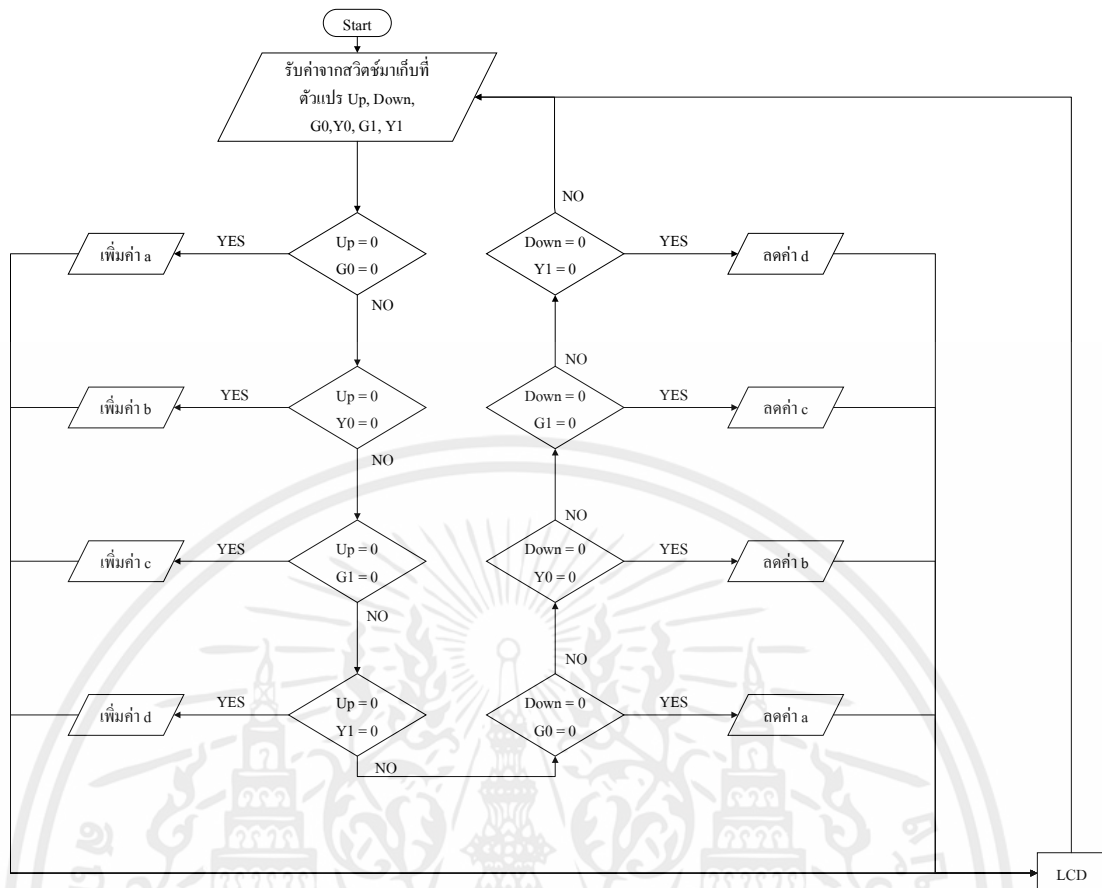 Start
รับค่าจากสวิตช์มาเก็บที่
ตัวแปร Up, Down,
G0,Y0, G1, Y1
NO
เพิ่มค่า a
YES
Up = 0
G0 = 0
Down = 0
Y1 = 0
YES
ลดค่า d
NO
NO
เพิ่มค่า b
YES
Up = 0
Y0 = 0
Down = 0
G1 = 0
YES
ลดค่า c
NO
NO
เพิ่มค่า c
YES
Up = 0
G1 = 0
Down = 0
Y0 = 0
YES
ลดค่า b
NO
NO
เพิ่มค่า d
YES
Up = 0
Y1 = 0
Down = 0
G0 = 0
YES
ลดค่า a
NO
LCD